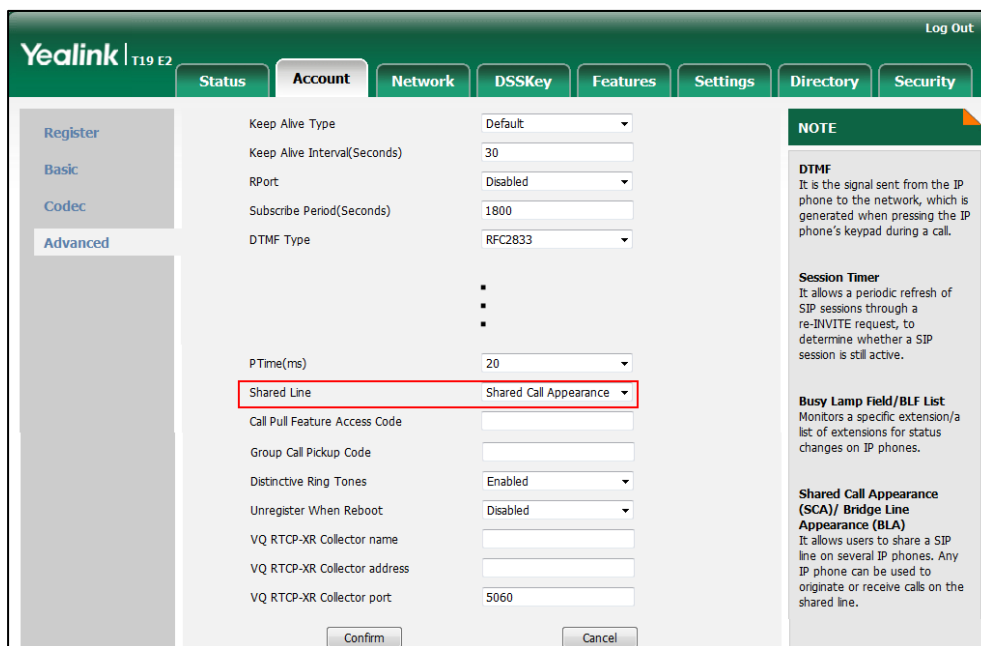 Log Out
Yealink T19 E2
Status Account Network DSSKey Features Settings Directory Security
Register
Basic
Codec
Advanced
Keep Alive Type Default
Keep Alive Interval(Seconds) 30
RPort Disabled
Subscribe Period(Seconds) 1800
DTMF Type RFC2833
PTime(ms) 20
Shared Line Shared Call Appearance
Call Pull Feature Access Code
Group Call Pickup Code
Distinctive Ring Tones Enabled
Unregister When Reboot Disabled
VQ RTCP-XR Collector name
VQ RTCP-XR Collector address
VQ RTCP-XR Collector port 5060
Confirm Cancel
NOTE
DTMF
It is the signal sent from the IP
phone to the network, which is
generated when pressing the IP
phone's keypad during a call.
Session Timer
It allows a periodic refresh of
SIP sessions through a
re-INVITE request, to
determine whether a SIP
session is still active.
Busy Lamp Field/BLF List
Monitors a specific extension/a
list of extensions for status
changes on IP phones.
Shared Call Appearance
(SCA)/ Bridge Line
Appearance (BLA)
It allows users to share a SIP
line on several IP phones. Any
IP phone can be used to
originate or receive calls on the
shared line.